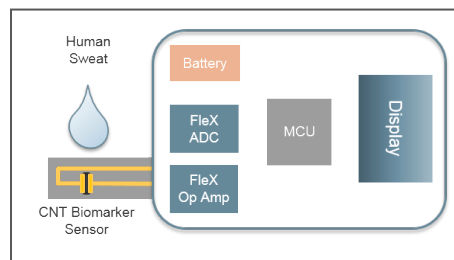 Human
Sweat
Battery
FleX
ADC
MCU
Display
FleX
Op Amp
CNT Biomarker
Sensor